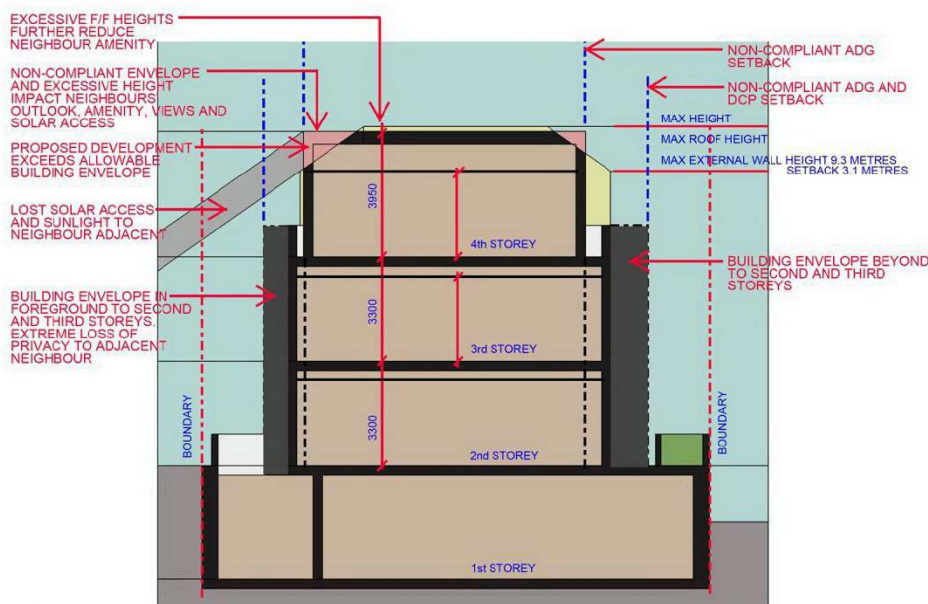 EXCESSIVE F/F HEIGHTS
FURTHER REDUCE
NEIGHBOUR AMENITY
NON-COMPLIANT ENVELOPE
AND EXCESSIVE HEIGHT
IMPACT NEIGHBOURS
OUTLOOK, AMENITY, VIEWS AND
SOLAR ACCESS
PROPOSED DEVELOPMENT
EXCEEDS ALLOWABLE
BUILDING ENVELOPE
LOST SOLAR ACCESS
AND SUNLIGHT TO
NEIGHBOUR ADJACENT
BUILDING ENVELOPE IN
FOREGROUND TO SECOND
AND THIRD STOREYS.
EXTREME LOSS OF
PRIVACY TO ADJACENT
NEIGHBOUR
NON-COMPLIANT ADG
SETBACK
NON-COMPLIANT ADG AND
DCP SETBACK
MAX HEIGHT
MAX ROOF HEIGHT
MAX EXTERNAL WALL HEIGHT 9.3 METRES
SETBACK 3.1 METRES
BUILDING ENVELOPE BEYOND
TO SECOND AND THIRD
STOREYS
3950
4th STOREY
3300
3rd STOREY
3300
2nd STOREY
1st STOREY
BOUNDARY
BOUNDARY